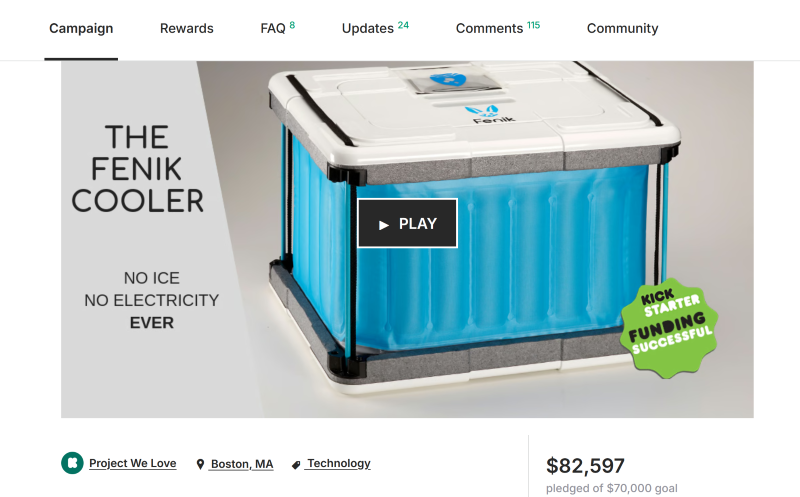 Campaign Rewards FAQ 8 Updates 24 Comments 115 Community
Fenik
THE
FENIK
COOLER
PLAY
NO ICE
NO ELECTRICITY
EVER
KICK
STARTER
FUNDING
SUCCESSFUL
Project We Love Boston, MA Technology
$82,597
pledged of $70,000 goal